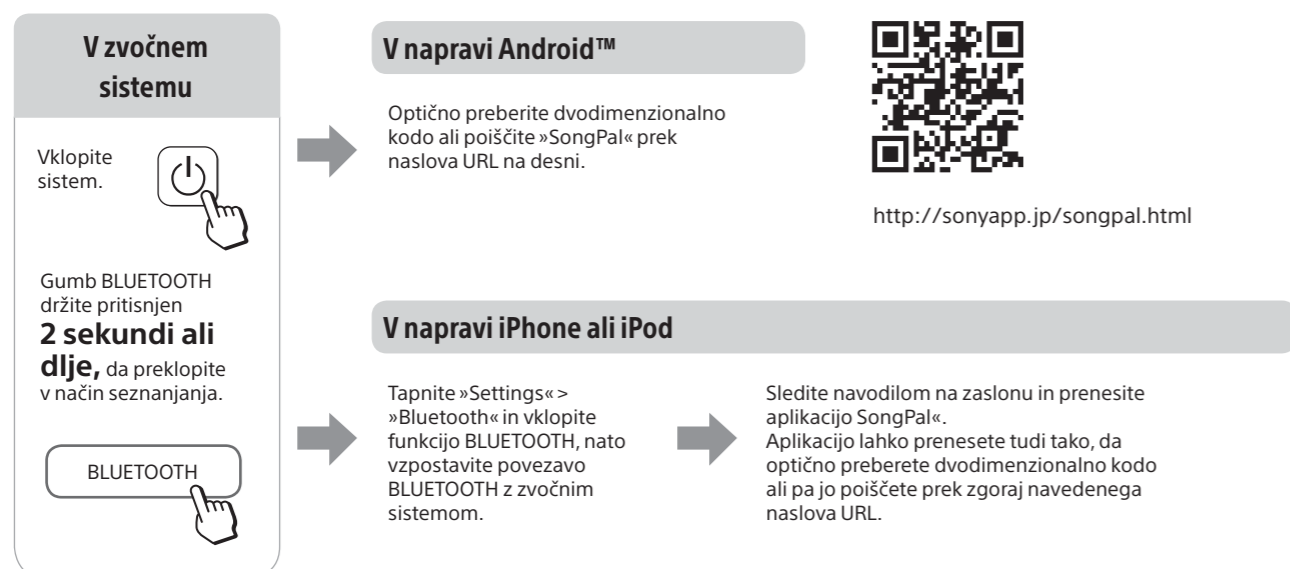 V zvočnem
sistemu
Vklopite
sistem.
Gumb BLUETOOTH
držite pritisnjen
2 sekundi ali
dlje, da preklopite
v način seznanjanja.
BLUETOOTH
V napravi Android™
Optično preberite dvodimenzionalno
kodo ali poiščite »SongPal« prek
naslova URL na desni.
http://sonyapp.jp/songpal.html
V napravi iPhone ali iPod
Tapnite »Settings« >
»Bluetooth« in vklopite
funkcijo BLUETOOTH, nato
vzpostavite povezavo
BLUETOOTH z zvočnim
sistemom.
Sledite navodilom na zaslonu in prenesite
aplikacijo SongPal«.
Aplikacijo lahko prenesete tudi tako, da
optično preberete dvodimenzionalno kodo
ali pa jo poiščete prek zgoraj navedenega
naslova URL.